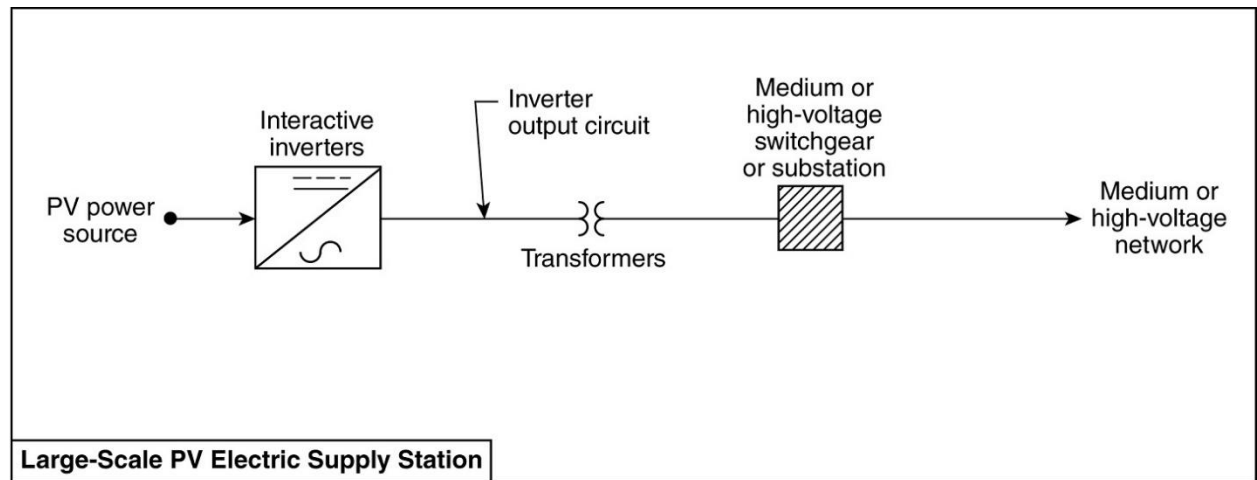 PV power
source
Interactive
inverters
Inverter
output circuit
Transformers
Medium or
high-voltage
switchgear
or substation
Medium or
high-voltage
network
Large-Scale PV Electric Supply Station